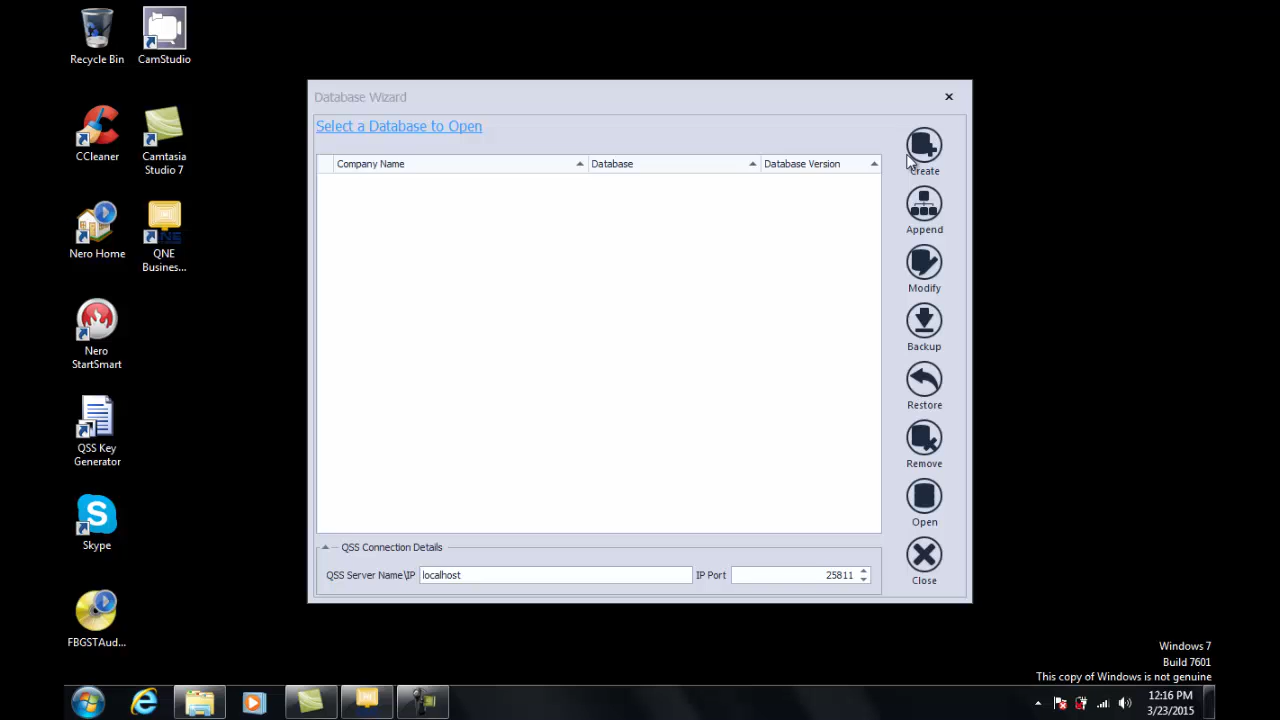 Recycle Bin
CamStudio
CCleaner
Camtasia
Studio 7
Nero Home
QNE
QNE
Busines...
Nero
StartSmart
QSS Key
Generator
S
Skype
FBGSTAud...
Database Wizard
Select a Database to Open
Company Name
Database
Database Version
Create
Append
Modify
Backup
Restore
Remove
Open
Close
QSS Connection Details
QSS Server Name\IP
localhost
IP Port
25811
Windows 7
Build 7601
This copy of Windows is not genuine
12:16 PM
3/23/2015